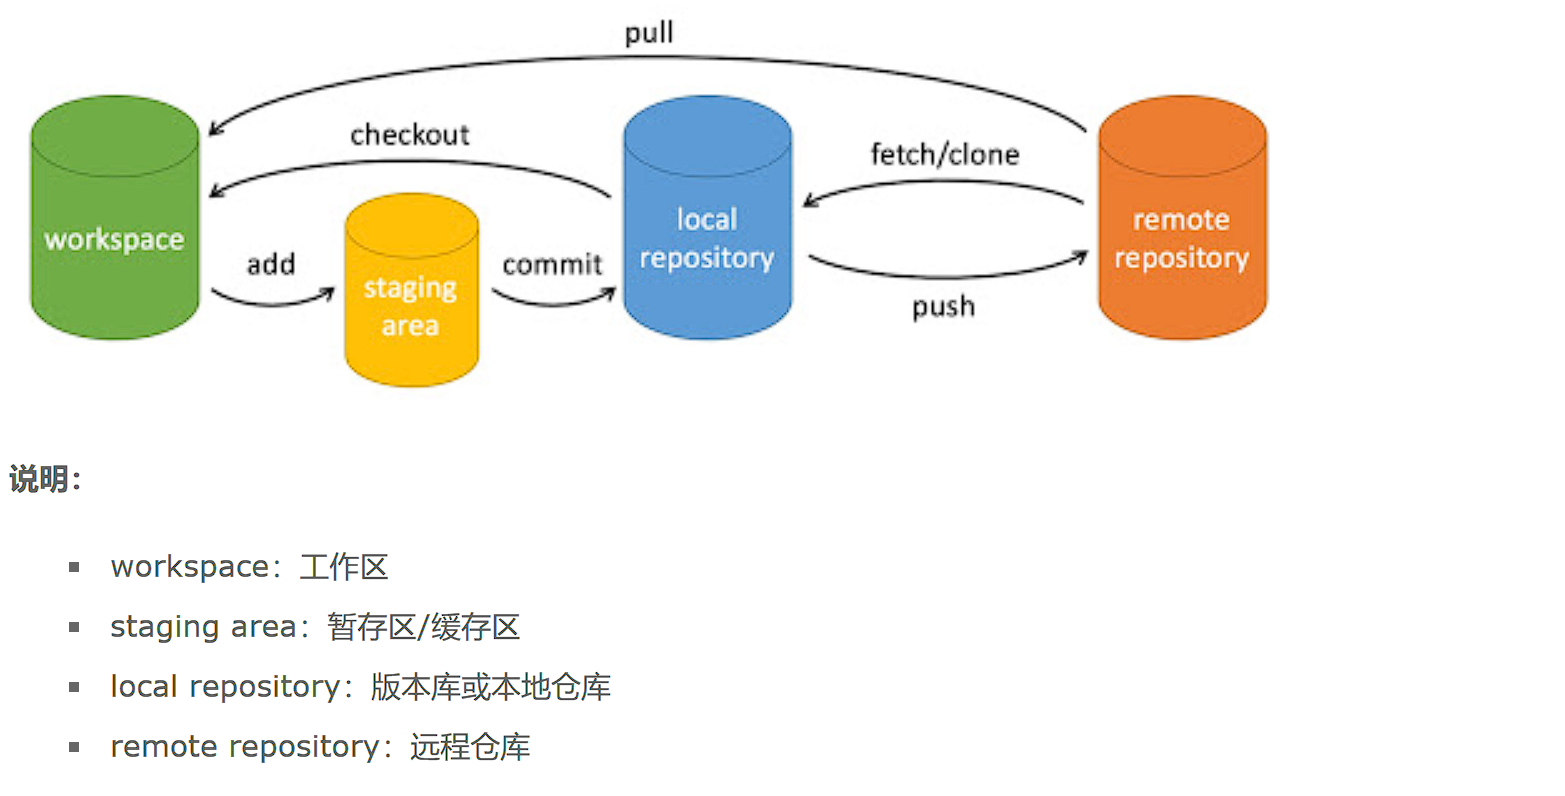 pull
checkout
fetch/clone
workspace
add
staging
area
commit
local
repository
push
remote
repository
说明：
workspace：工作区
staging area：暂存区/缓存区
local repository：版本库或本地仓库
remote repository：远程仓库